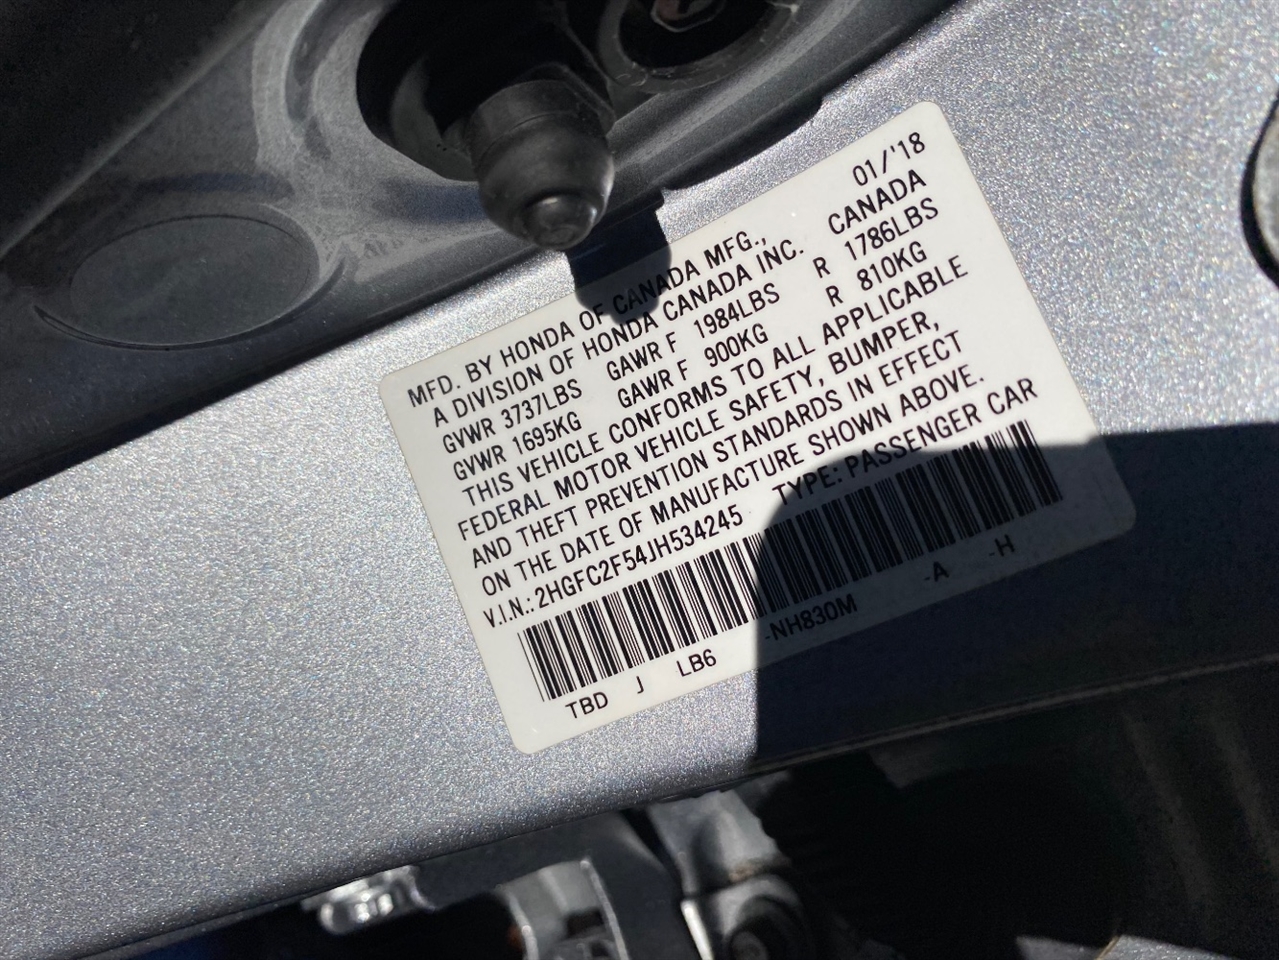 01/'18
MFD. BY HONDA OF CANADA MFG.,
A DIVISION OF HONDA CANADA INC. CANADA
GVWR 3737LBS GAWR F 1984LBS R 1786LBS
GVWR 1695KG GAWR F 900KG R 810KG
THIS VEHICLE CONFORMS TO ALL APPLICABLE
FEDERAL MOTOR VEHICLE SAFETY, BUMPER,
AND THEFT PREVENTION STANDARDS IN EFFECT
ON THE DATE OF MANUFACTURE SHOWN ABOVE.
V.I.N.: 2HGFC2F54JH534245 TYPE: PASSENGER CAR
TBD J LB6 -NH830M -A -H